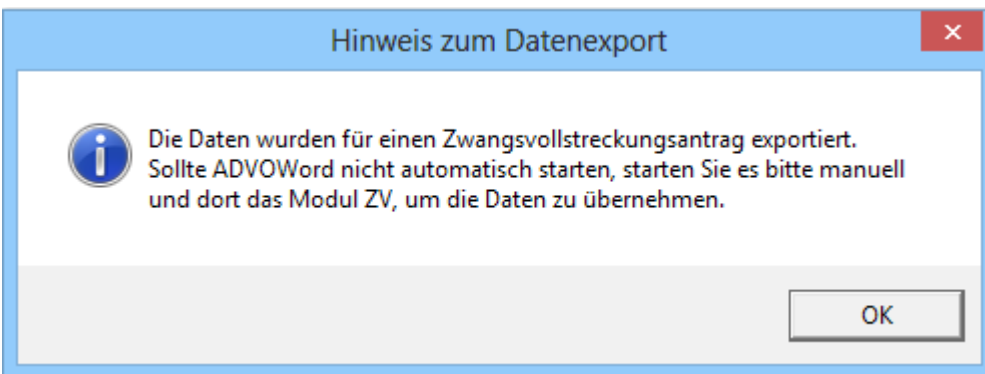 Hinweis zum Datenexport
Die Daten wurden für einen Zwangsvollstreckungsantrag exportiert.
Sollte ADVOWord nicht automatisch starten, starten Sie es bitte manuell
und dort das Modul ZV, um die Daten zu übernehmen.
OK